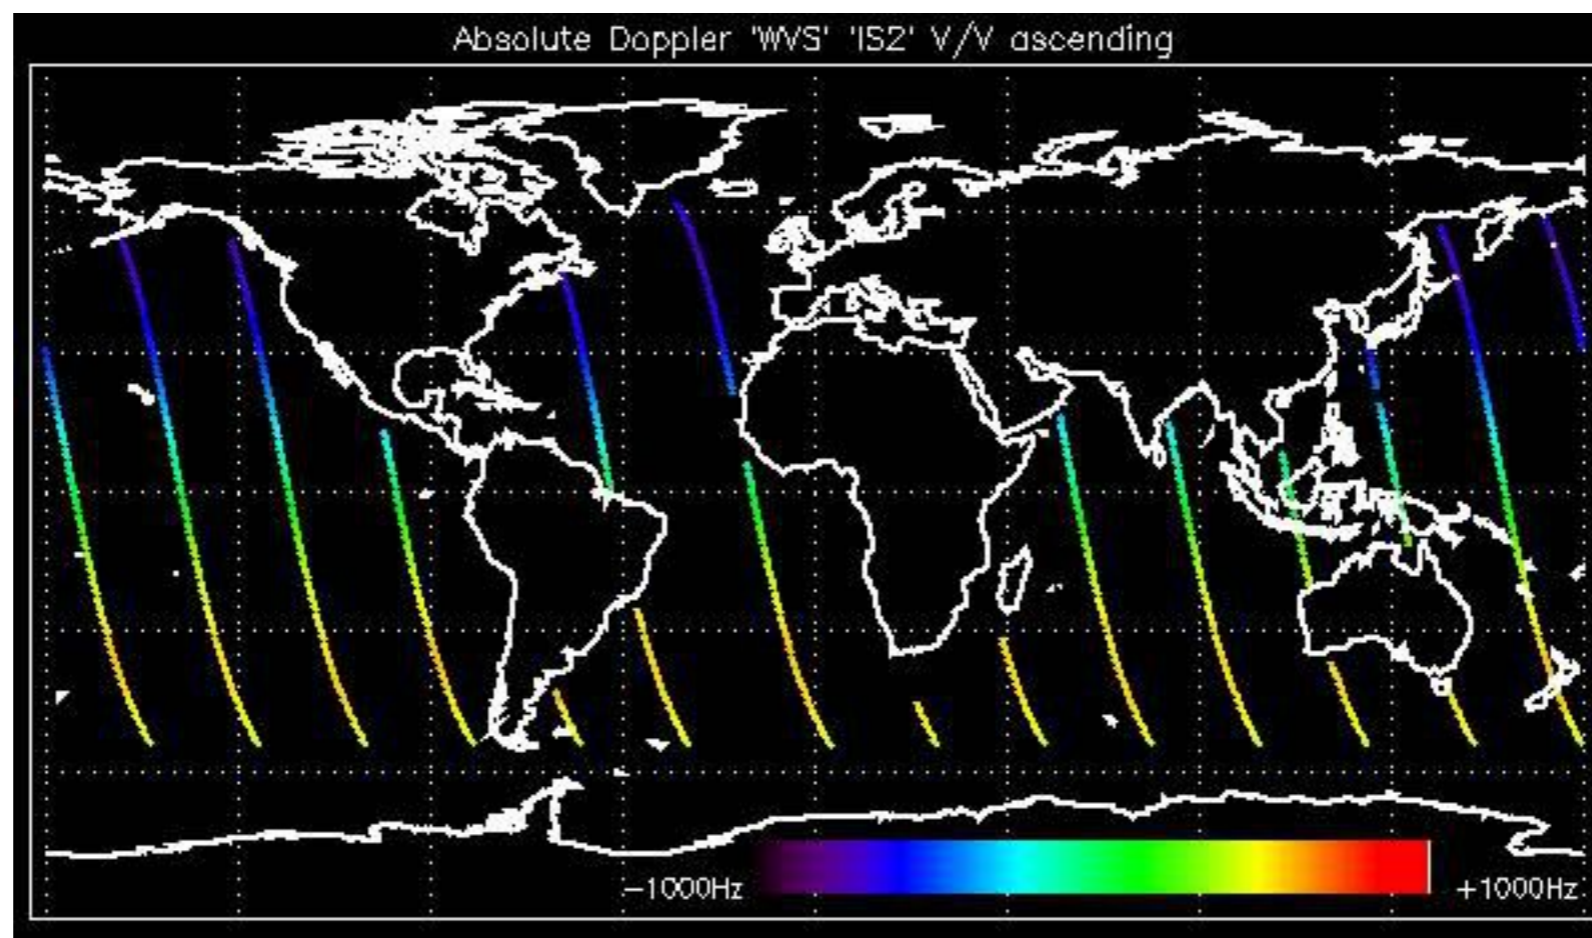 Absolute Doppler 'WVS' 'IS2' V/V ascending
-1000Hz +1000Hz